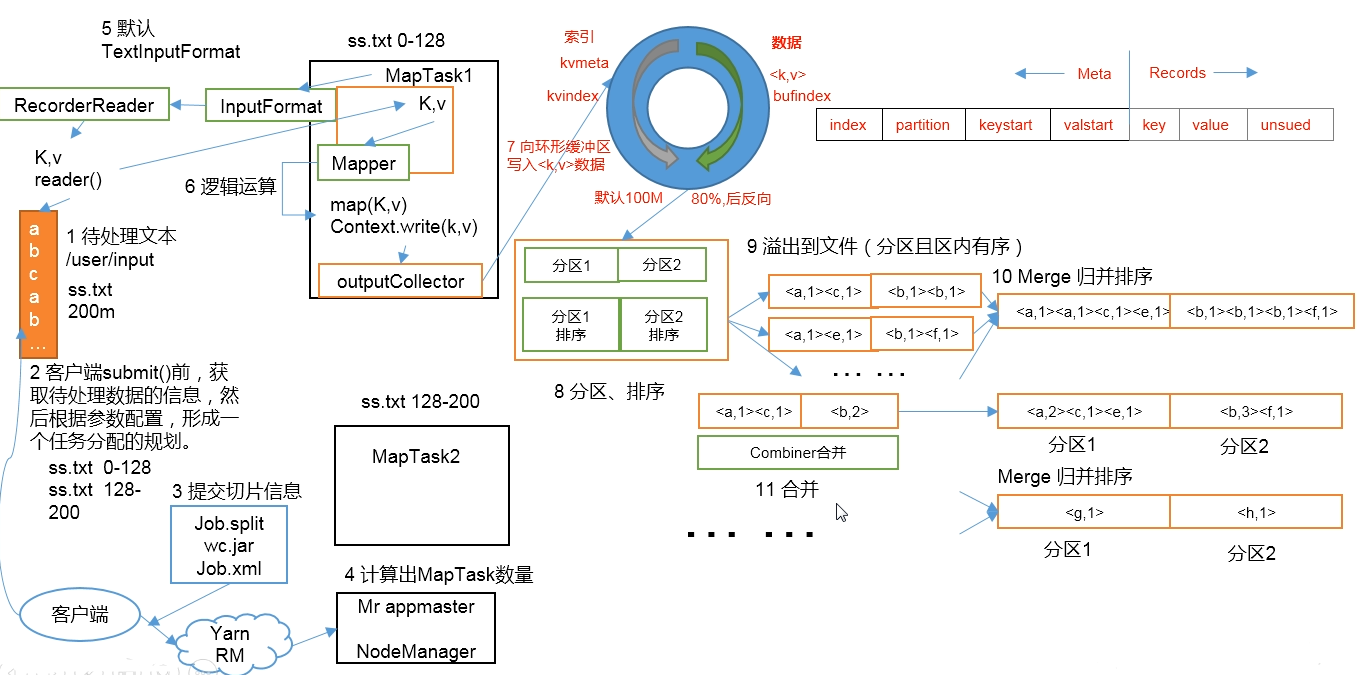 5 默认
TextInputFormat
ss.txt 0-128
MapTask1
RecorderReader
InputFormat
K,v
K,v
reader()
Mapper
6 逻辑运算
map(K,v)
Context.write(k,v)
outputCollector
a
b
c
a
b
...
1 待处理文本
/user/input
ss.txt
200m
2 客户端submit()前，获
取待处理数据的信息，然
后根据参数配置，形成一
个任务分配的规划。
ss.txt 0-128
ss.txt 128-
200
3 提交切片信息
Job.split
wc.jar
Job.xml
客户端
Yarn
RM
4 计算出MapTask数量
Mr appmaster
NodeManager
ss.txt 128-200
MapTask2
索引
kvmeta
kvindex
数据
<k,v>
bufindex
7 向环形缓冲区
写入<k,v>数据
默认100M
80%,后反向
Meta
Records
index
partition
keystart
valstart
key
value
unsued
分区1
分区2
分区1
排序
分区2
排序
8 分区、排序
9 溢出到文件（分区且区内有序）
<a,1><c,1>
<b,1><b,1>
<a,1><e,1>
<b,1><f,1>
... ...
10 Merge 归并排序
<a,1><a,1><c,1><e,1>
<b,1><b,1><b,1><f,1>
<a,1><c,1>
<b,2>
Combiner合并
11 合并
<a,2><c,1><e,1>
<b,3><f,1>
分区1
分区2
Merge 归并排序
<g,1>
<h,1>
分区1
分区2
... ...